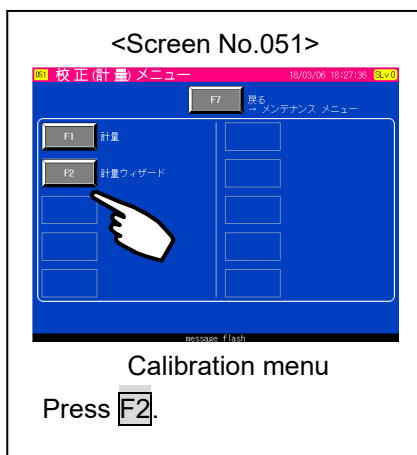 <Screen No.051>
051 校正(計量)メニュー 18/03/06 18:27:36 SLv0
F7 戻る
→ メンテナンス メニュー
F1 計量
F2 計量ウィザード
message flash
Calibration menu
Press F2.